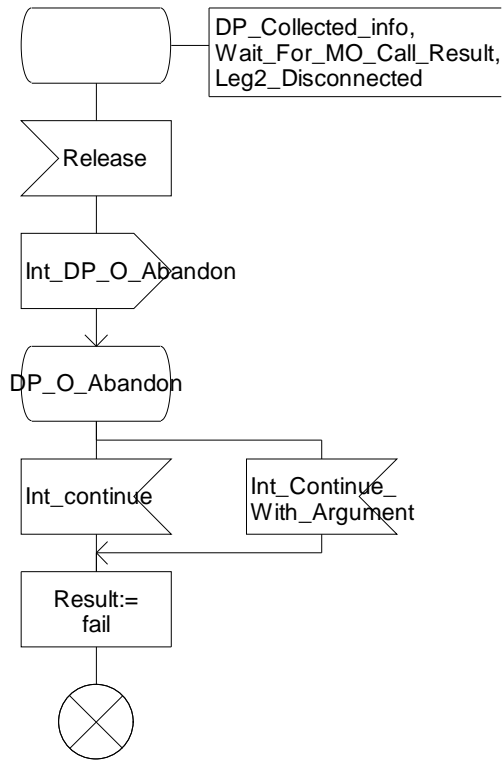 DP_Collected_info,
Wait_For_MO_Call_Result,
Leg2_Disconnected
Release
Int_DP_O_Abandon
DP_O_Abandon
Int_continue
Int_Continue_
With_Argument
Result:=
fail